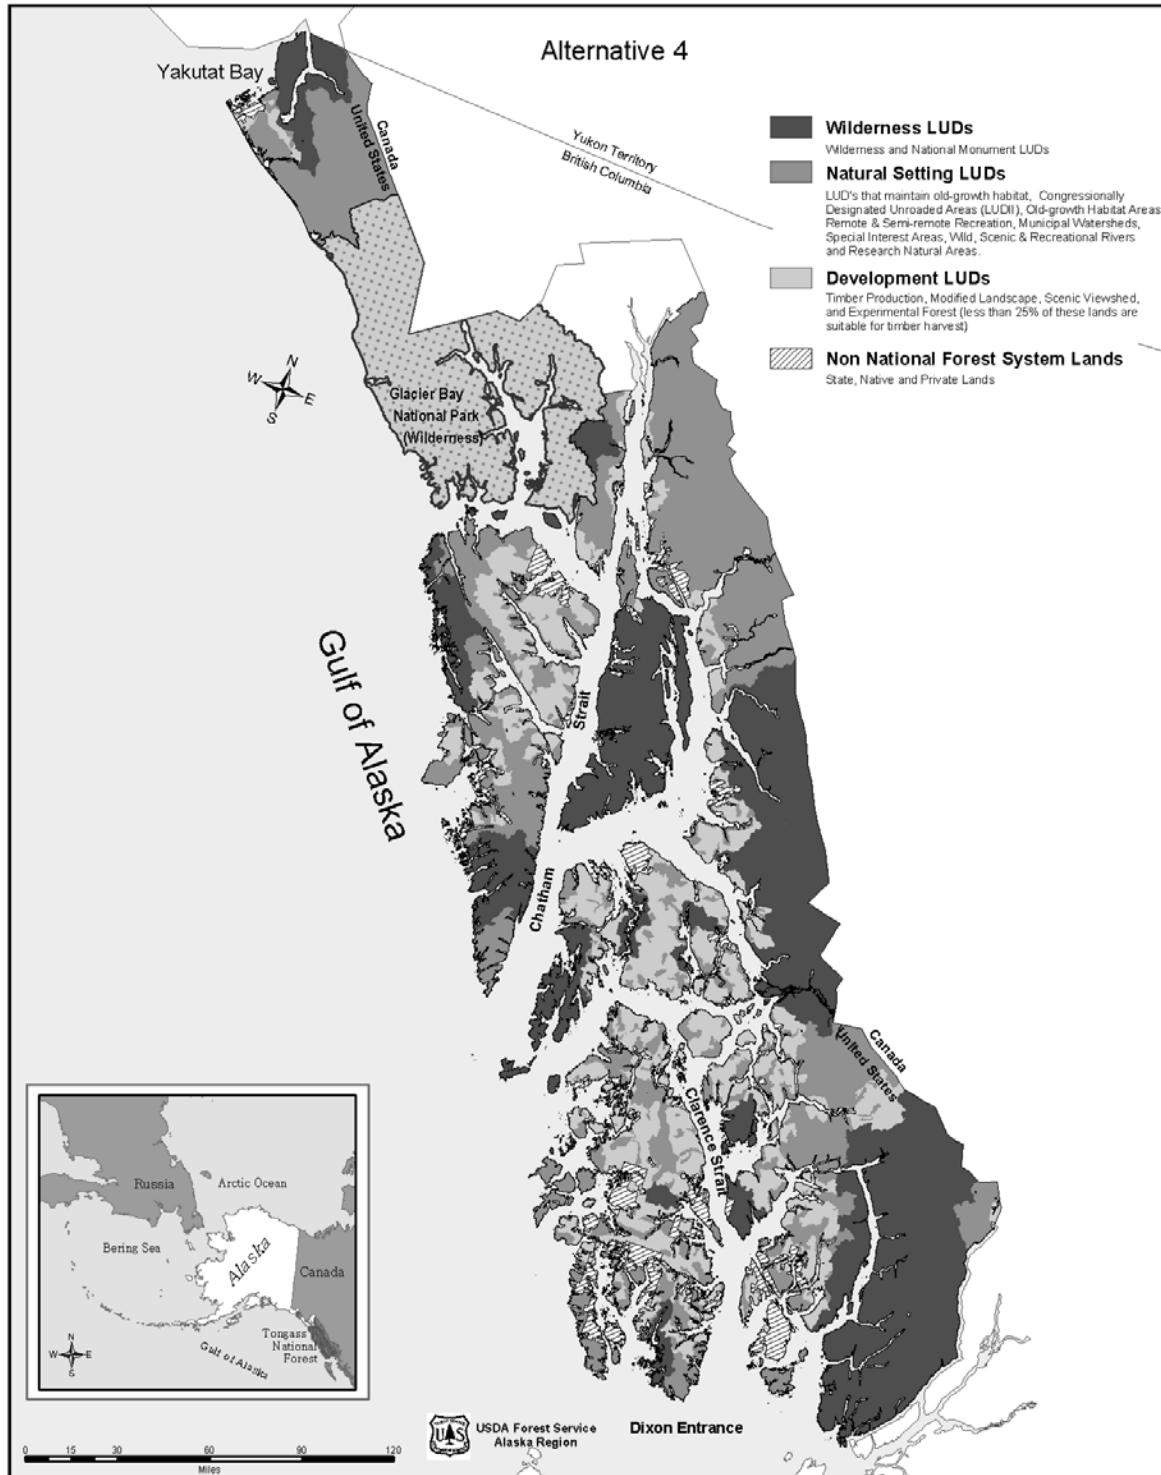 Alternative 4
Yakutat Bay
Canada
United States
Yukon Territory
British Columbia
Wilderness LUDs
Wilderness and National Monument LUDs
Natural Setting LUDs
LUD's that maintain old-growth habitat, Congressionally
Designated Unroaded Areas (LUDII), Old-growth Habitat Areas
Remote & Semi-remote Recreation, Municipal Watersheds,
Special Interest Areas, Wild, Scenic & Recreational Rivers
and Research Natural Areas.
Development LUDs
Timber Production, Modified Landscape, Scenic Viewshed,
and Experimental Forest (less than 25% of these lands are
suitable for timber harvest)
Non National Forest System Lands
State, Native and Private Lands
N
W
E
S
Glacier Bay
National Park
(Wilderness)
Gulf of Alaska
Strait
Chatham
Canada
United States
Clarence Strait
Russia
Arctic Ocean
Bering Sea
Alaska
Canada
Tongass
National
Forest
Gulf of Alaska
N
W
E
S
U S
USDA Forest Service
Alaska Region
Dixon Entrance
0 15 30 60 90 120
Miles